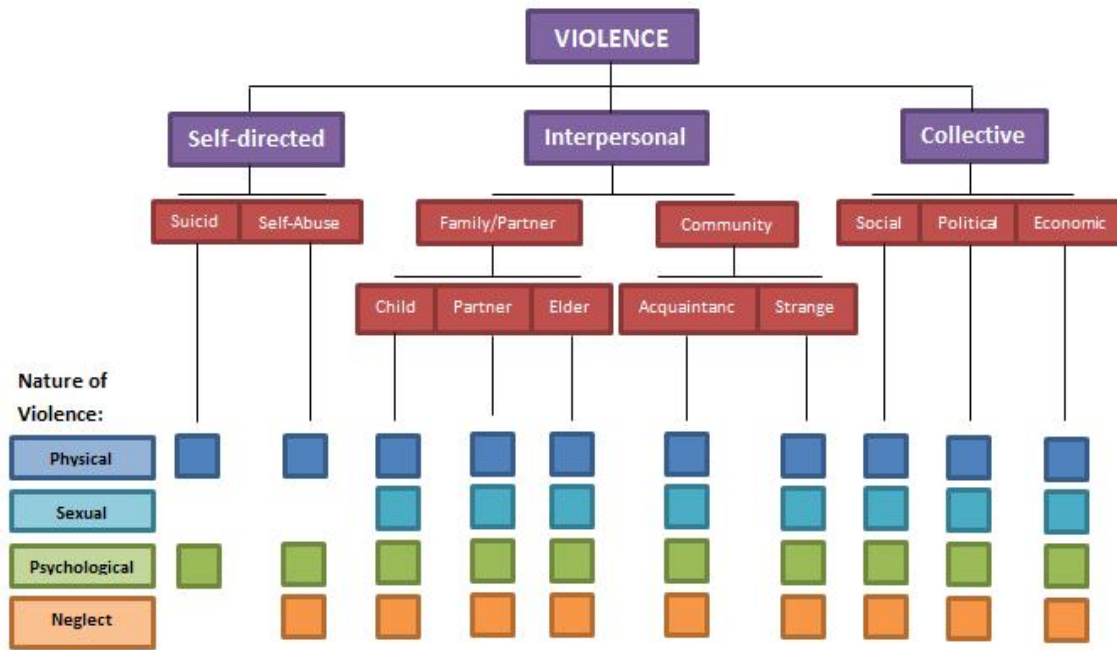 VIOLENCE
Self-directed Interpersonal Collective
Suicid Self-Abuse Family/Partner Community Social Political Economic
Child Partner Elder Acquaintanc Strange
Nature of
Violence:
Physical
Sexual
Psychological
Neglect